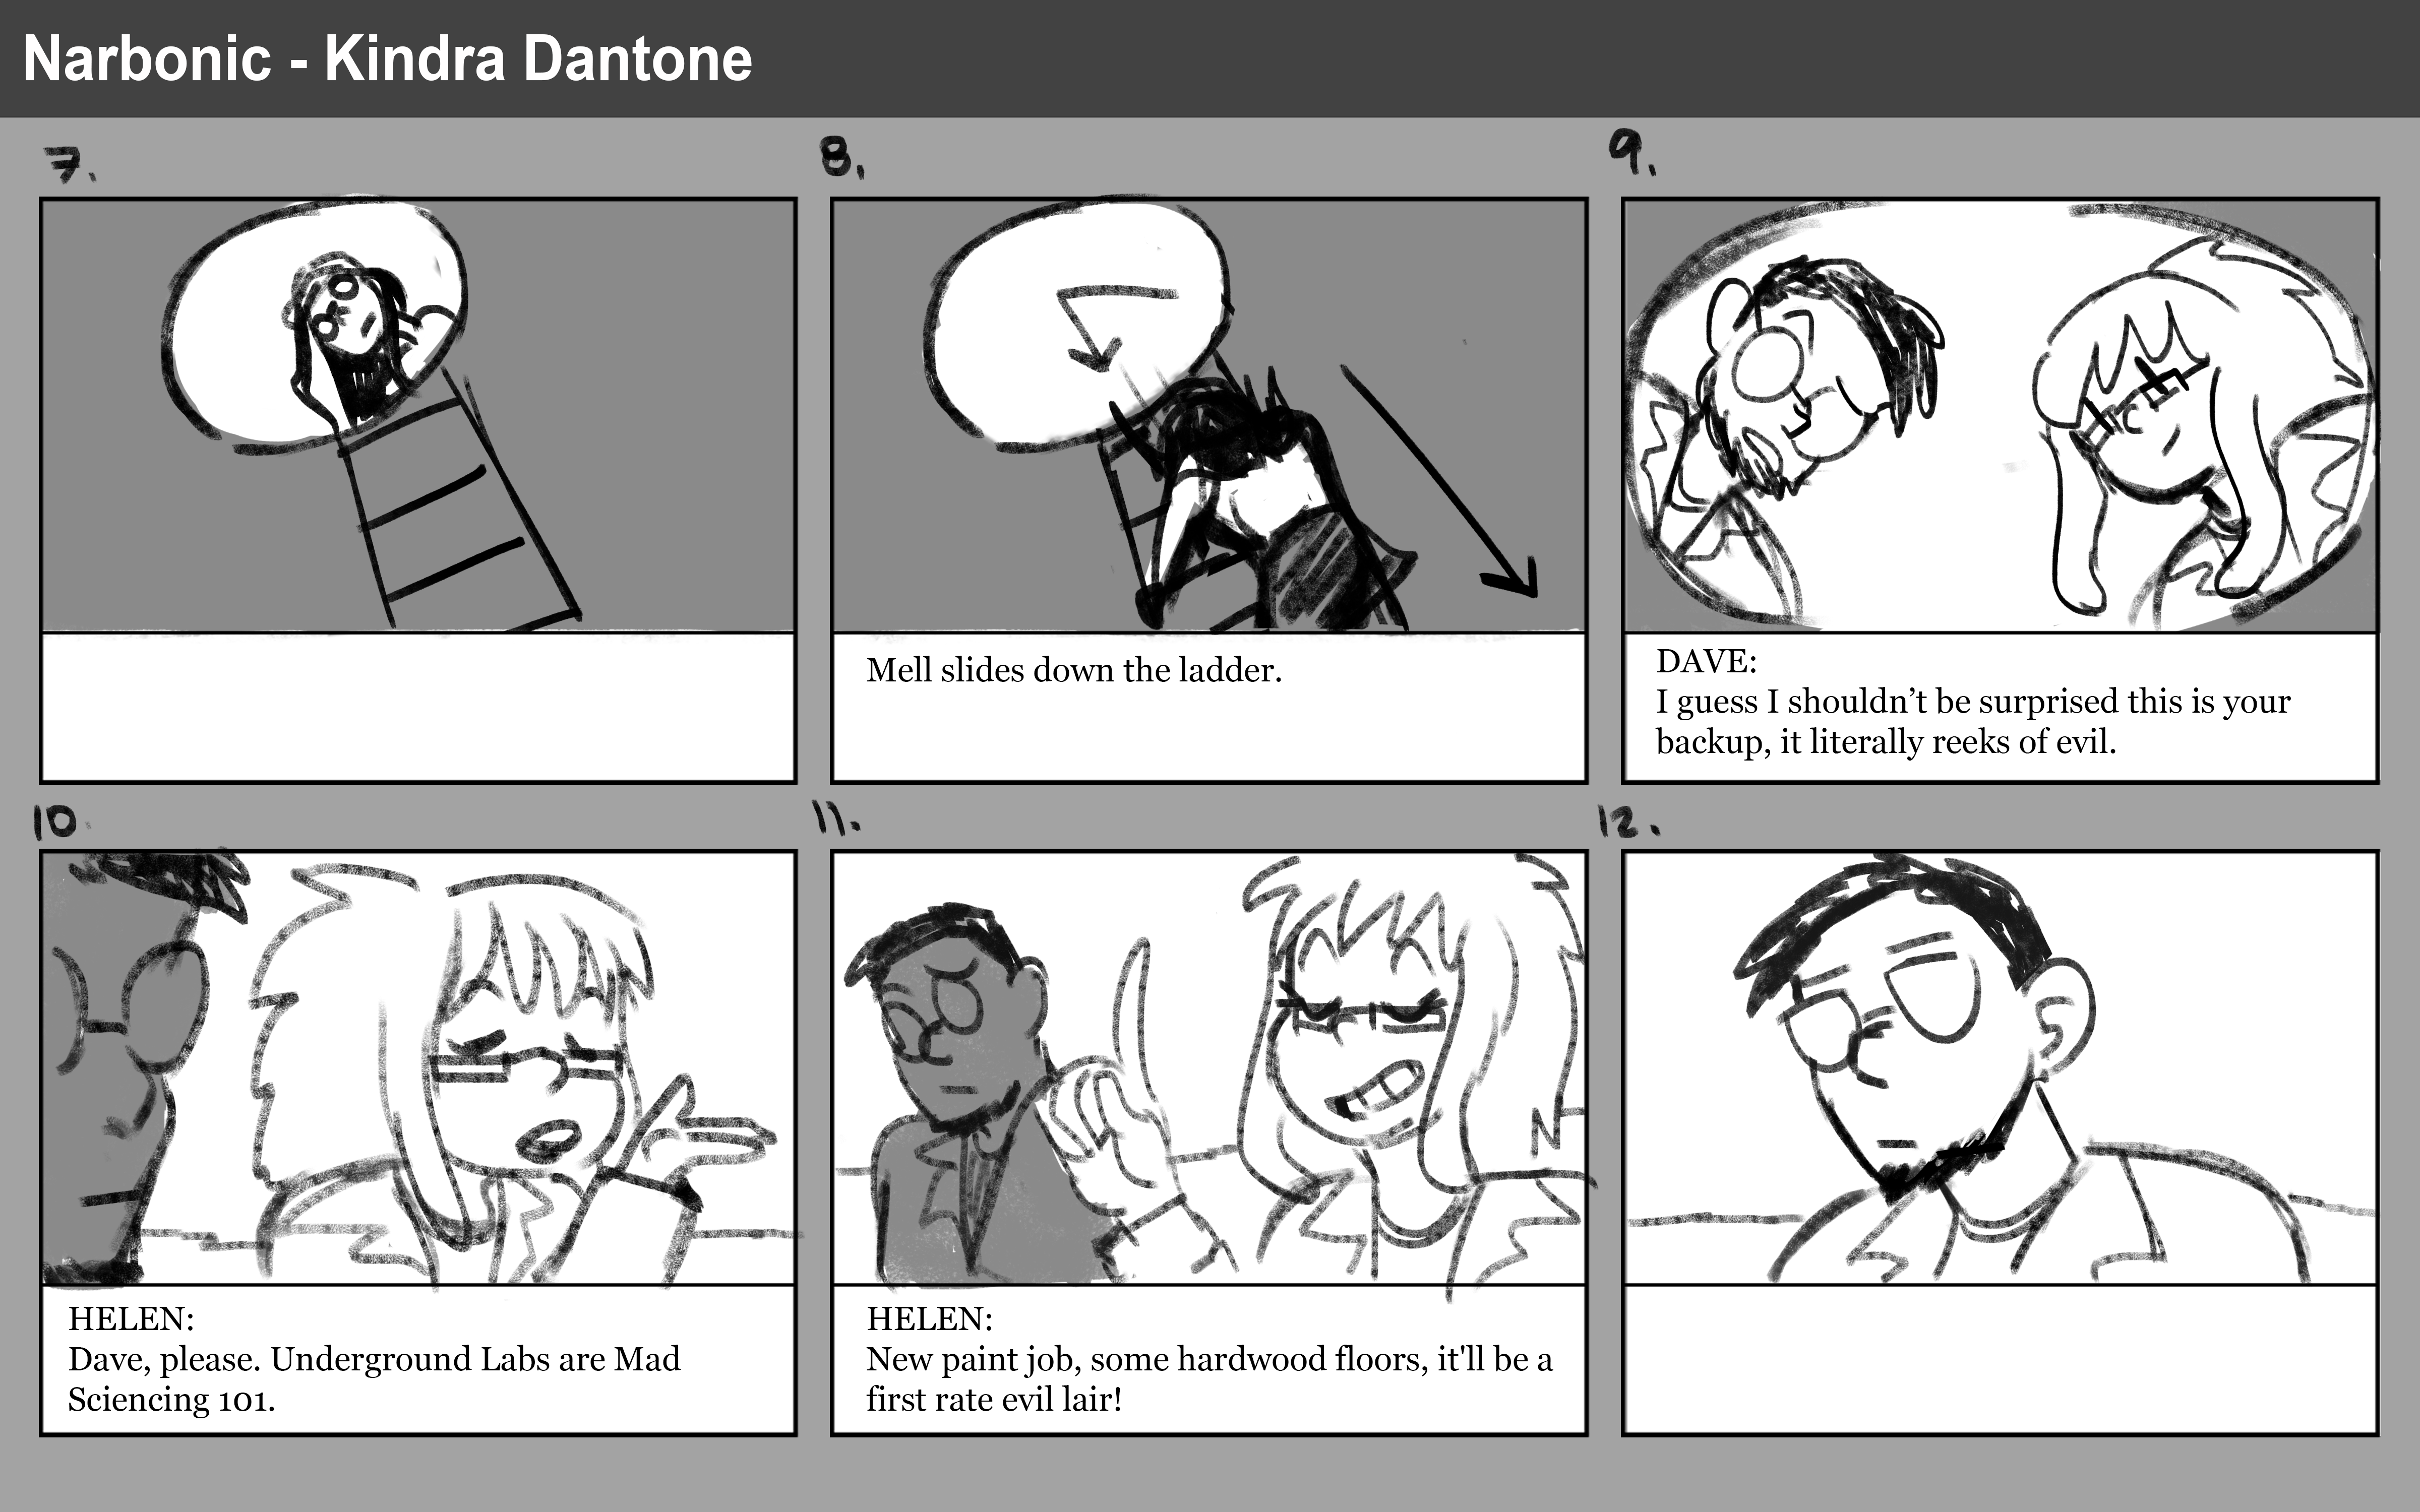 Narbonic - Kindra Dantone
7.
8.
9.
Mell slides down the ladder.
DAVE:
I guess I shouldn’t be surprised this is your
backup, it literally reeks of evil.
10.
11.
12.
HELEN:
Dave, please. Underground Labs are Mad
Sciencing 101.
HELEN:
New paint job, some hardwood floors, it'll be a
first rate evil lair!